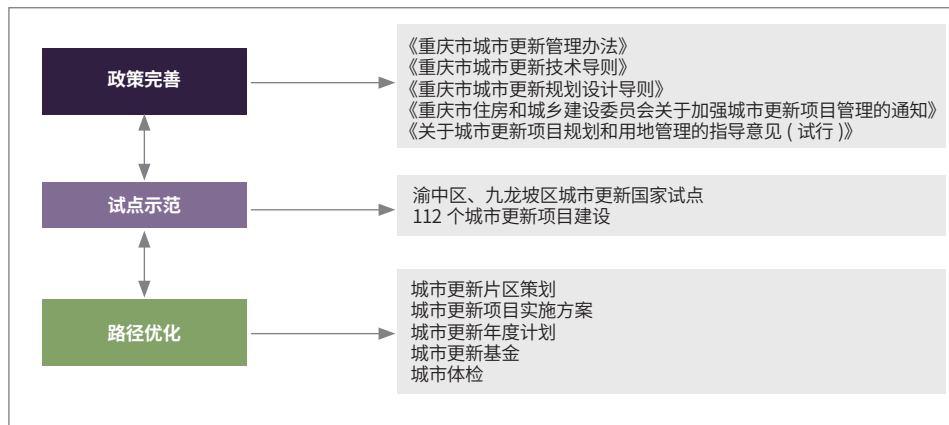 政策完善
《重庆市城市更新管理办法》
《重庆市城市更新技术导则》
《重庆市城市更新规划设计导则》
《重庆市住房和城乡建设委员会关于加强城市更新项目管理的通知》
《关于城市更新项目规划和用地管理的指导意见 ( 试行 )》
试点示范
渝中区、九龙坡区城市更新国家试点
112 个城市更新项目建设
路径优化
城市更新片区策划
城市更新项目实施方案
城市更新年度计划
城市更新基金
城市体检